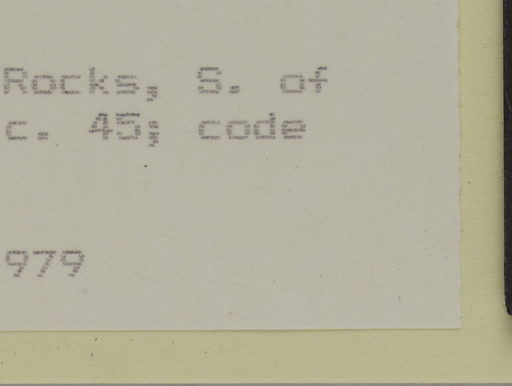 Rocks, S. of
c. 45; code
979